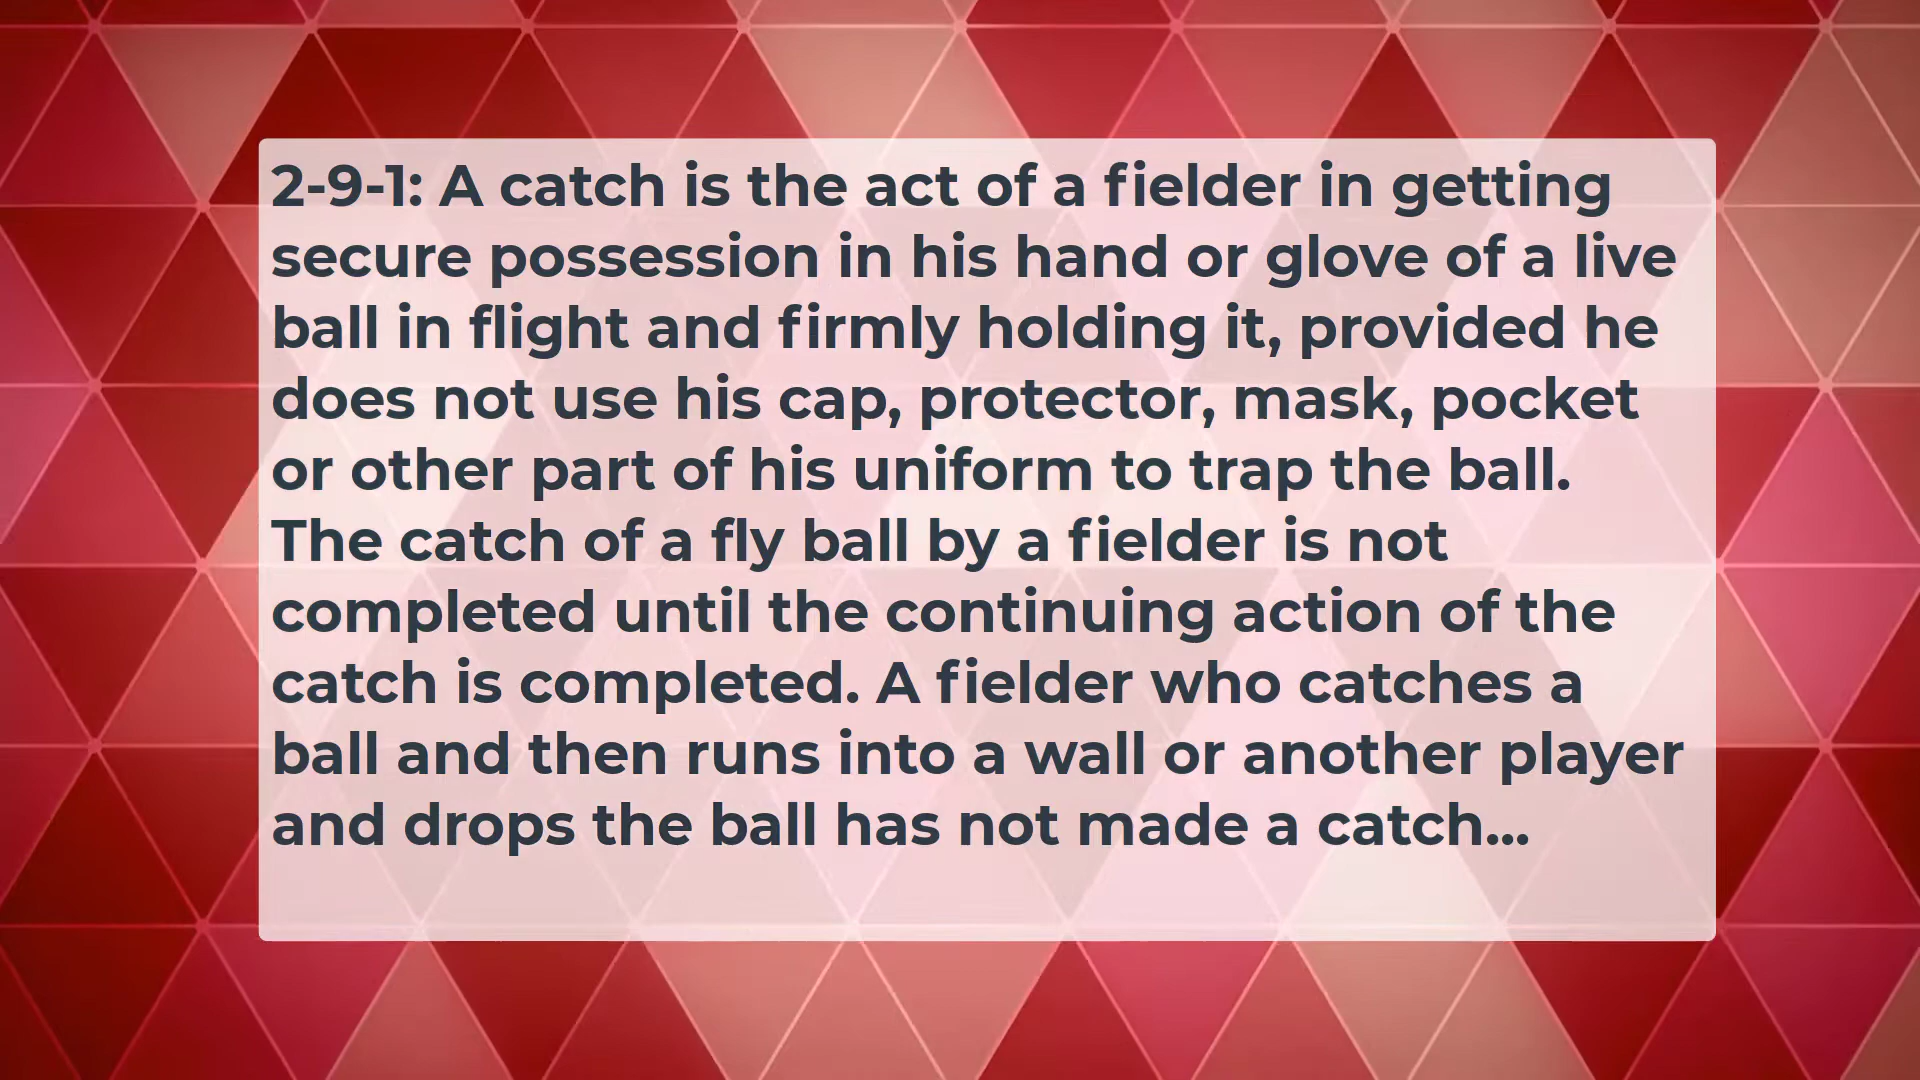 2-9-1: A catch is the act of a fielder in getting
secure possession in his hand or glove of a live
ball in flight and firmly holding it, provided he
does not use his cap, protector, mask, pocket
or other part of his uniform to trap the ball.
The catch of a fly ball by a fielder is not
completed until the continuing action of the
catch is completed. A fielder who catches a
ball and then runs into a wall or another player
and drops the ball has not made a catch...